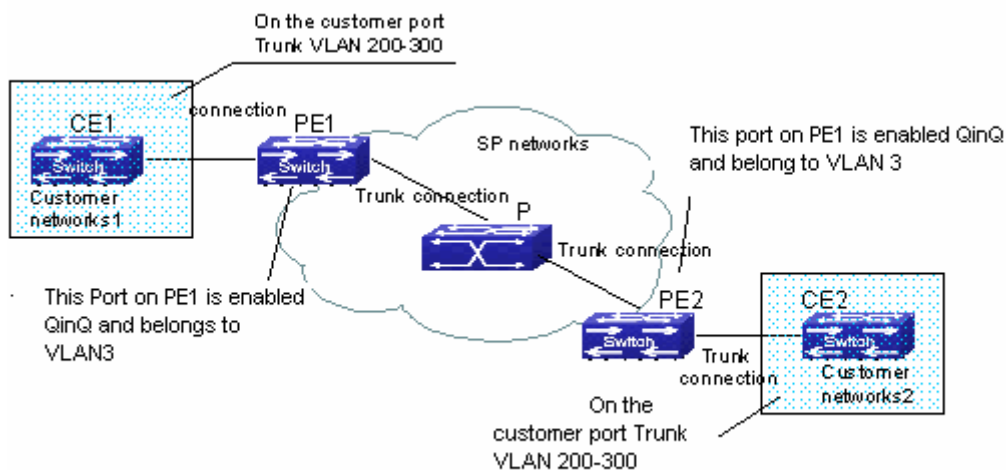 On the customer port
Trunk VLAN 200-300
connection
CE1
Switch
Customer
networks1
PE1
Switch
SP networks
This port on PE1 is enabled QinQ
and belong to VLAN 3
Trunk connection
P
Trunk connection
This Port on PE1 is enabled
QinQ and belongs to
VLAN3
PE2
Switch
CE2
Switch
Trunk
connection
Customer
networks2
On the
customer port Trunk
VLAN 200-300